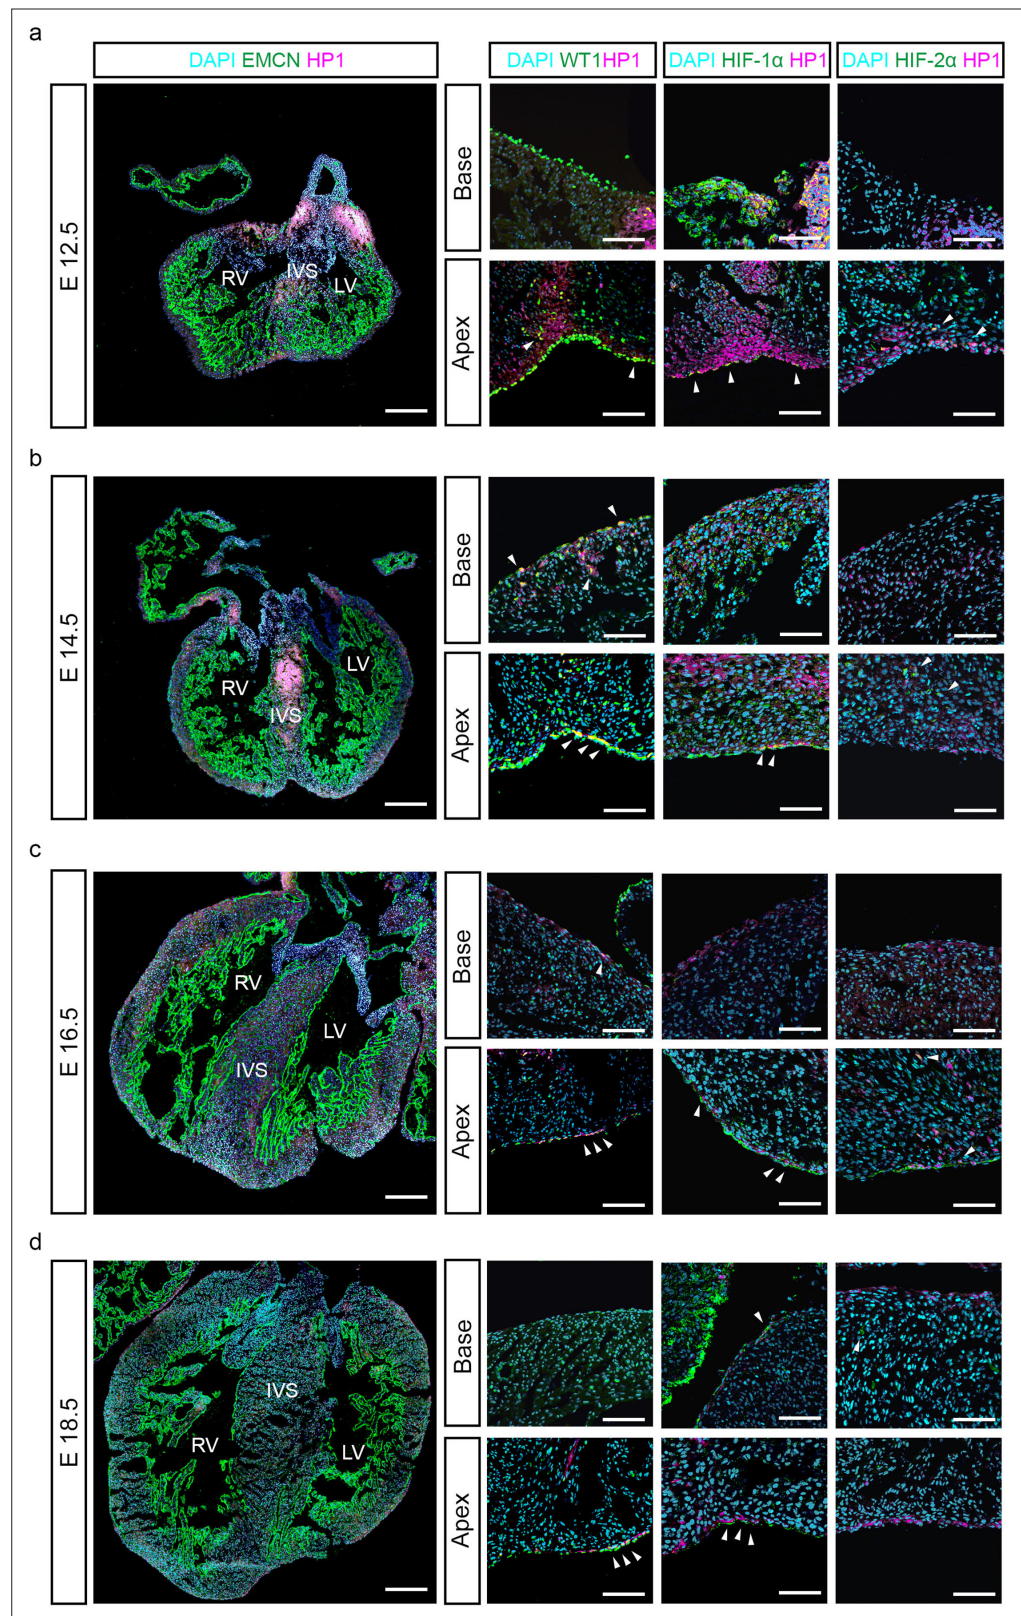 a
DAPI EMCN HP1
DAPI WT1HP1
DAPI HIF-1α HP1
DAPI HIF-2α HP1
E 12.5
RV
IVS
LV
Base
Apex
b
E 14.5
RV
IVS
LV
Base
Apex
c
E 16.5
RV
IVS
LV
Base
Apex
d
E 18.5
RV
IVS
LV
Base
Apex